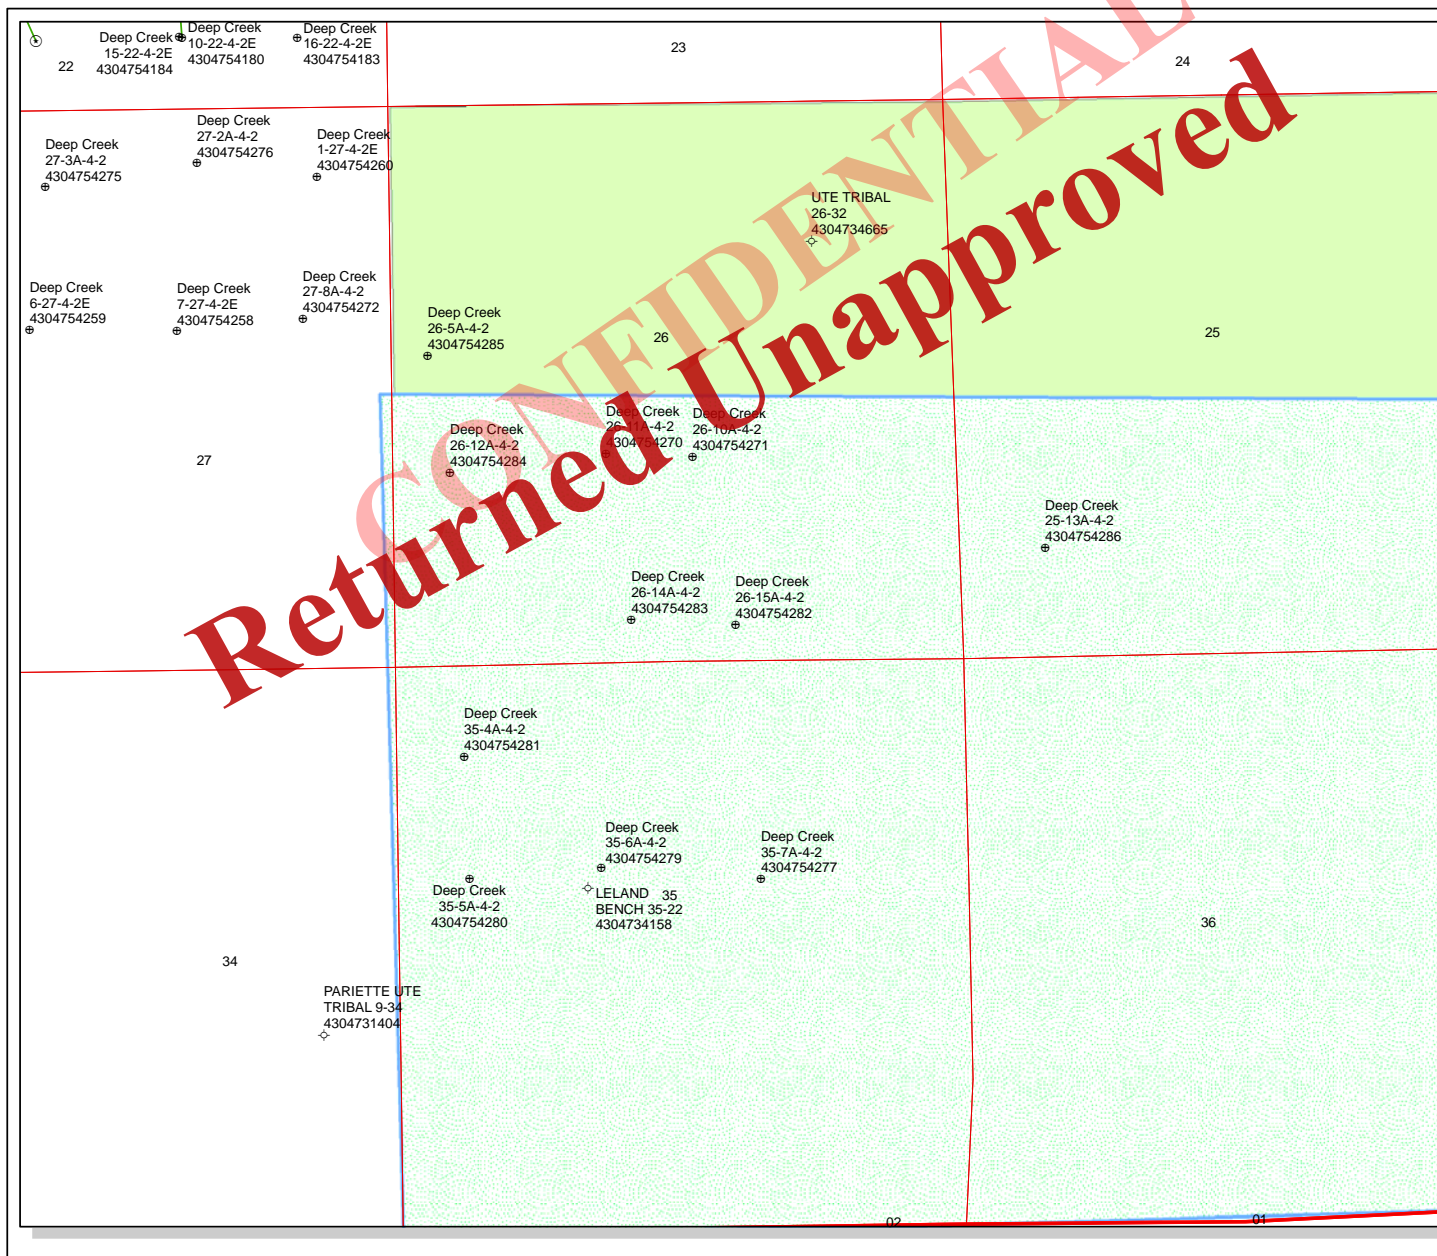 Deep Creek
15-22-4-2E
4304754184
Deep Creek
10-22-4-2E
4304754180
Deep Creek
16-22-4-2E
4304754183
22
23
24
Deep Creek
27-3A-4-2
4304754275
Deep Creek
27-2A-4-2
4304754276
Deep Creek
1-27-4-2E
4304754260
UTE TRIBAL
26-32
4304734665
Deep Creek
6-27-4-2E
4304754259
Deep Creek
7-27-4-2E
4304754258
Deep Creek
27-8A-4-2
4304754272
Deep Creek
26-5A-4-2
4304754285
26
25
27
Deep Creek
26-12A-4-2
4304754284
Deep Creek
26-11A-4-2
4304754270
Deep Creek
26-10A-4-2
4304754271
Deep Creek
25-13A-4-2
4304754286
Deep Creek
26-14A-4-2
4304754283
Deep Creek
26-15A-4-2
4304754282
CONFIDENTIAL
Returned Unapproved
Deep Creek
35-4A-4-2
4304754281
Deep Creek
35-6A-4-2
4304754279
Deep Creek
35-7A-4-2
4304754277
Deep Creek
35-5A-4-2
4304754280
LELAND
BENCH 35-22
4304734158
35
36
34
PARIETTE UTE
TRIBAL 9-34
4304731404
02
01